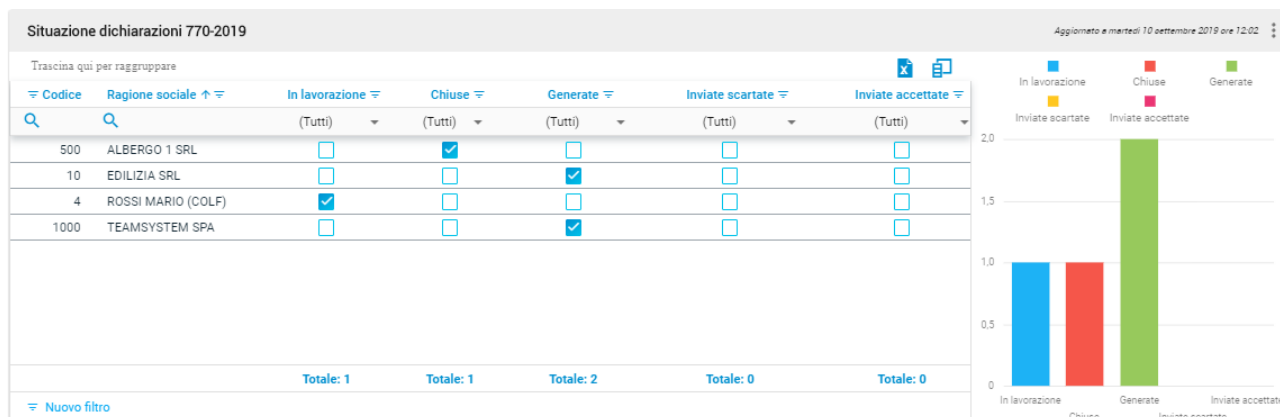 Situazione dichiarazioni 770-2019
Aggiornato a martedì 10 settembre 2019 ore 12:02
Trascina qui per raggruppare
Codice Ragione sociale In lavorazione Chiuse Generate Inviate scartate Inviate accettate
(Tutti) (Tutti) (Tutti) (Tutti) (Tutti)
500 ALBERGO 1 SRL
10 EDILIZIA SRL
4 ROSSI MARIO (COLF)
1000 TEAMSYSTEM SPA
Totale: 1 Totale: 1 Totale: 2 Totale: 0 Totale: 0
Nuovo filtro
In lavorazione Chiuse Generate
Inviate scartate Inviate accettate
2,0
1,5
1,0
0,5
0
In lavorazione Generate Inviate accettate
Chiuse Inviate scartate